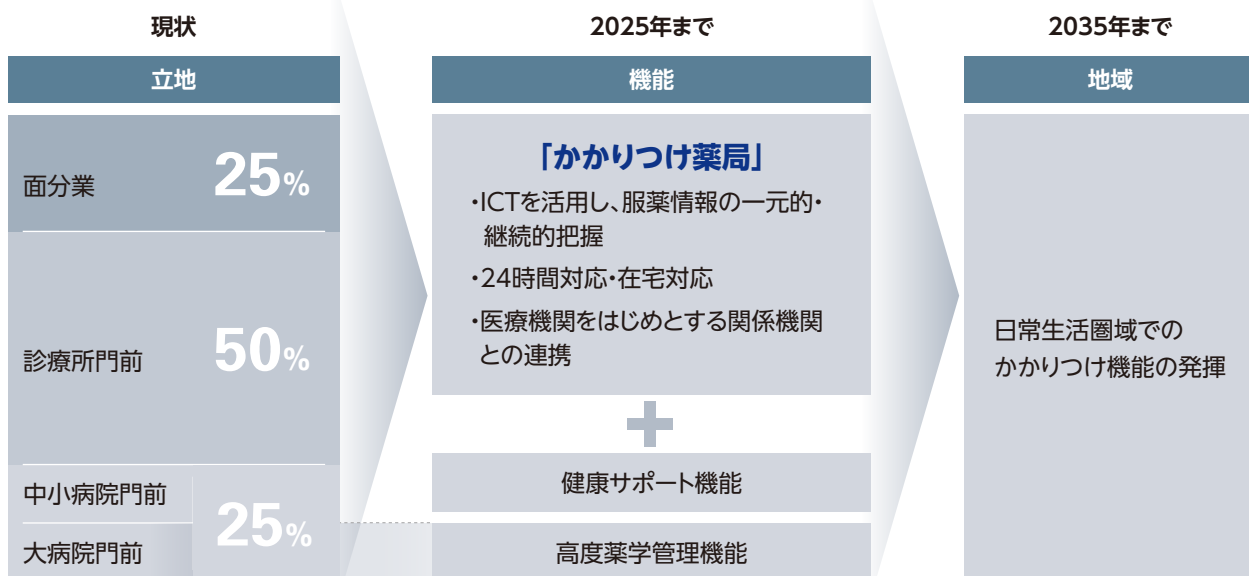 現状
立地
面分業
25%
診療所門前
50%
中小病院門前
大病院門前
25%
2025年まで
機能
「かかりつけ薬局」
・ICTを活用し、服薬情報の一元的・
継続的把握
・24時間対応・在宅対応
・医療機関をはじめとする関係機関
との連携
+
健康サポート機能
高度薬学管理機能
2035年まで
地域
日常生活圏域での
かかりつけ機能の発揮